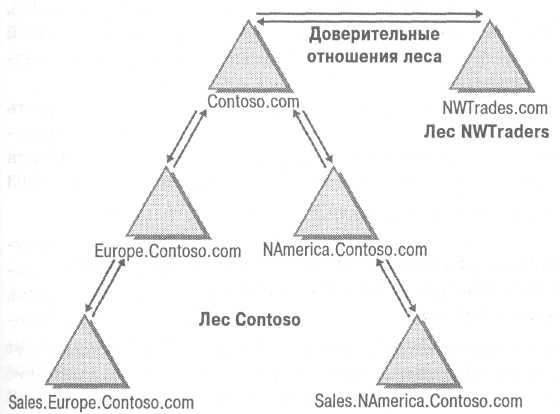 Доверительные
отношения леса
Contoso.com
NWTrades.com
Лес NWTraders
Europe.Contoso.com
NAmerica.Contoso.com
Лес Contoso
Sales.Europe.Contoso.com
Sales.NAmerica.Contoso.com